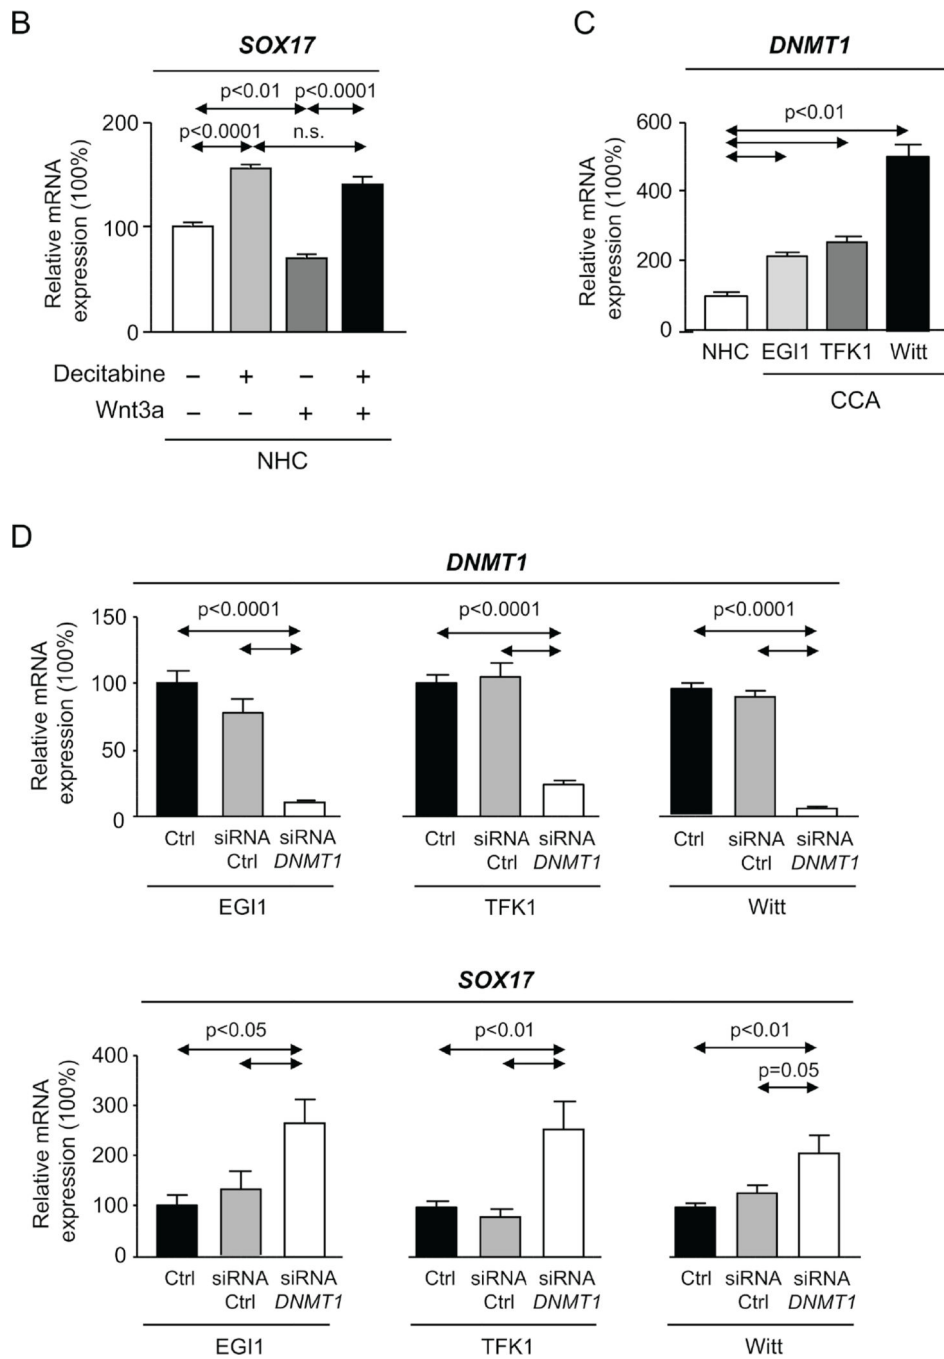 B
SOX17
p<0.01 p<0.0001
p<0.0001 n.s.
Relative mRNA
expression (100%)
200
100
0
Decitabine – + – +
Wnt3a – – + +
NHC
C
DNMT1
p<0.01
Relative mRNA
expression (100%)
600
400
200
0
NHC EGI1 TFK1 Witt
CCA
D
DNMT1
Relative mRNA
expression (100%)
150
100
50
0
p<0.0001 p<0.0001 p<0.0001
Ctrl siRNA siRNA Ctrl siRNA siRNA Ctrl siRNA siRNA
Ctrl DNMT1 Ctrl DNMT1 Ctrl DNMT1
EGI1 TFK1 Witt
SOX17
Relative mRNA
expression (100%)
400
300
200
100
0
p<0.05 p<0.01 p<0.01
p=0.05
Ctrl siRNA siRNA Ctrl siRNA siRNA Ctrl siRNA siRNA
Ctrl DNMT1 Ctrl DNMT1 Ctrl DNMT1
EGI1 TFK1 Witt